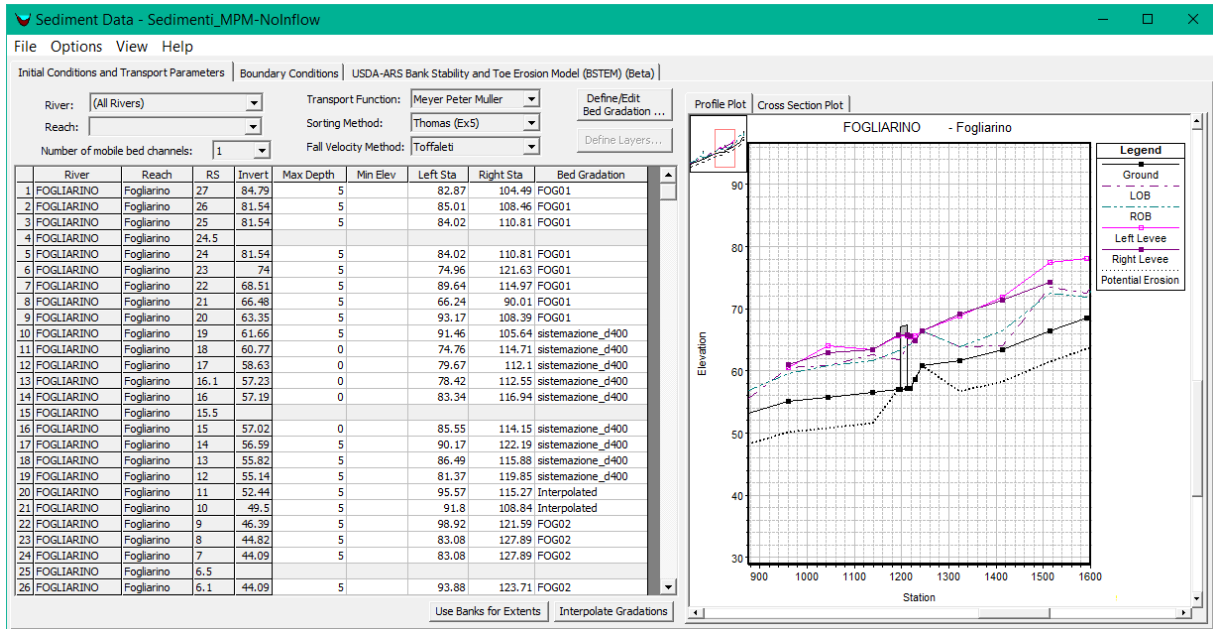 Sediment Data - Sedimenti_MPM-NoInflow
File Options View Help
Initial Conditions and Transport Parameters Boundary Conditions USDA-ARS Bank Stability and Toe Erosion Model (BSTEM) (Beta)
River: (All Rivers) Transport Function: Meyer Peter Muller Define/Edit Bed Gradation ...
Reach: Sorting Method: Thomas (Ex5) Define Layers...
Number of mobile bed channels: 1 Fall Velocity Method: Toffaleti
River Reach RS Invert Max Depth Min Elev Left Sta Right Sta Bed Gradation
1 FOGLIARINO Fogliarino 27 84.79 5 82.87 104.49 FOG01
2 FOGLIARINO Fogliarino 26 81.54 5 85.01 108.46 FOG01
3 FOGLIARINO Fogliarino 25 81.54 5 84.02 110.81 FOG01
4 FOGLIARINO Fogliarino 24.5
5 FOGLIARINO Fogliarino 24 81.54 5 84.02 110.81 FOG01
6 FOGLIARINO Fogliarino 23 74 5 74.96 121.63 FOG01
7 FOGLIARINO Fogliarino 22 68.51 5 89.64 114.97 FOG01
8 FOGLIARINO Fogliarino 21 66.48 5 66.24 90.01 FOG01
9 FOGLIARINO Fogliarino 20 63.35 5 93.17 108.39 FOG01
10 FOGLIARINO Fogliarino 19 61.66 5 91.46 105.64 sistemazione_d400
11 FOGLIARINO Fogliarino 18 60.77 0 74.76 114.71 sistemazione_d400
12 FOGLIARINO Fogliarino 17 58.63 0 79.67 112.1 sistemazione_d400
13 FOGLIARINO Fogliarino 16.1 57.23 0 78.42 112.55 sistemazione_d400
14 FOGLIARINO Fogliarino 16 57.19 0 83.34 116.94 sistemazione_d400
15 FOGLIARINO Fogliarino 15.5
16 FOGLIARINO Fogliarino 15 57.02 0 85.55 114.15 sistemazione_d400
17 FOGLIARINO Fogliarino 14 56.59 5 90.17 122.19 sistemazione_d400
18 FOGLIARINO Fogliarino 13 55.82 5 86.49 115.88 sistemazione_d400
19 FOGLIARINO Fogliarino 12 55.14 5 81.37 119.85 sistemazione_d400
20 FOGLIARINO Fogliarino 11 52.44 5 95.57 115.27 Interpolated
21 FOGLIARINO Fogliarino 10 49.5 5 91.8 108.84 Interpolated
22 FOGLIARINO Fogliarino 9 46.39 5 98.92 121.59 FOG02
23 FOGLIARINO Fogliarino 8 44.82 5 83.08 127.89 FOG02
24 FOGLIARINO Fogliarino 7 44.09 5 83.08 127.89 FOG02
25 FOGLIARINO Fogliarino 6.5
26 FOGLIARINO Fogliarino 6.1 44.09 5 93.88 123.71 FOG02
Use Banks for Extents Interpolate Gradations
Profile Plot Cross Section Plot
FOGLIARINO - Fogliarino
Elevation
90
80
70
60
50
40
30
900 1000 1100 1200 1300 1400 1500 1600
Station
Legend
Ground
LOB
ROB
Left Levee
Right Levee
Potential Erosion